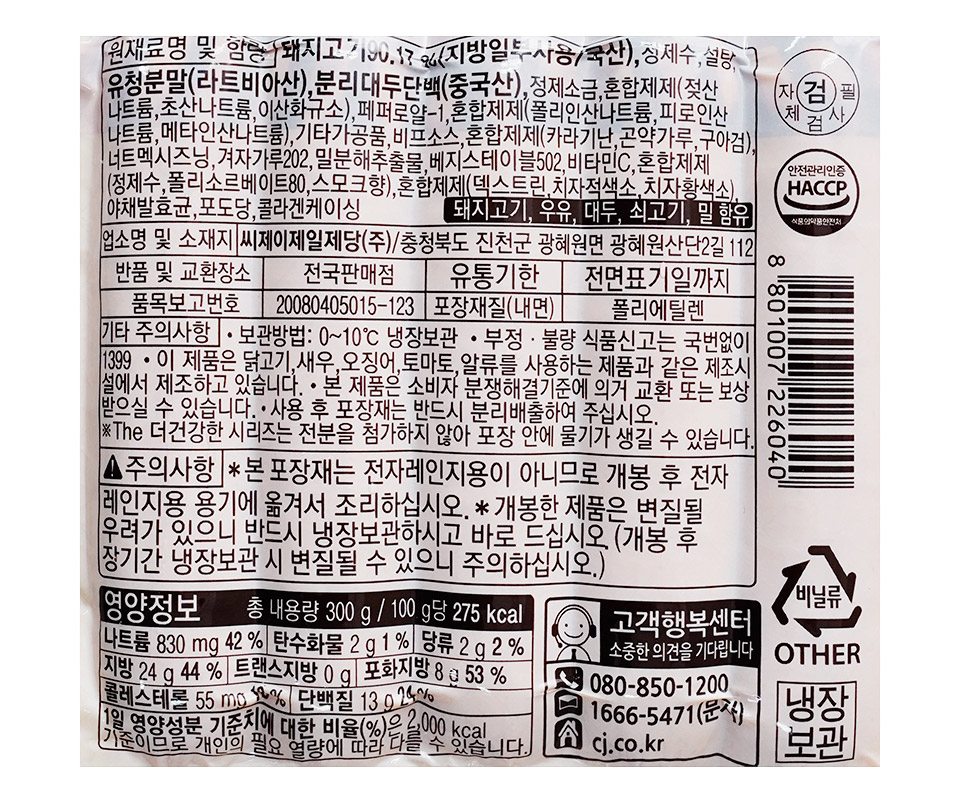 원재료명 및 함량 돼지고기90.17%(지방일부사용/국산),정제수,설탕,
유청분말(라트비아산),분리대두단백(중국산),정제소금,혼합제제(젖산
나트륨,초산나트륨,이산화규소),페퍼로얄-1,혼합제제(폴리인산나트륨,피로인산
나트륨,메타인산나트륨),기타가공품,비프소스,혼합제제(카라기난,곤약가루,구아검),
너트멕시즈닝,겨자가루202,밀분해추출물,베지스테이블502,비타민C,혼합제제
(정제수,폴리소르베이트80,스모크향),혼합제제(덱스트린,치자적색소,치자황색소),
야채발효균,포도당,콜라겐케이싱 돼지고기, 우유, 대두, 쇠고기, 밀 함유
업소명 및 소재지 씨제이제일제당(주)/충청북도 진천군 광혜원면 광혜원산단2길 112
반품 및 교환장소 전국판매점 유통기한 전면표기일까지
품목보고번호 20080405015-123 포장재질(내면) 폴리에틸렌
기타 주의사항 • 보관방법: 0~10℃ 냉장보관 • 부정 · 불량 식품신고는 국번없이
1399 • 이 제품은 닭고기,새우,오징어,토마토,알류를 사용하는 제품과 같은 제조시
설에서 제조하고 있습니다. • 본 제품은 소비자 분쟁해결기준에 의거 교환 또는 보상
받으실 수 있습니다. • 사용 후 포장재는 반드시 분리배출하여 주십시오.
※The 더건강한 시리즈는 전분을 첨가하지 않아 포장 안에 물기가 생길 수 있습니다.
주의사항 *본 포장재는 전자레인지용이 아니므로 개봉 후 전자
레인지용 용기에 옮겨서 조리하십시오. *개봉한 제품은 변질될
우려가 있으니 반드시 냉장보관하시고 바로 드십시오.(개봉 후
장기간 냉장보관 시 변질될 수 있으니 주의하십시오.)
영양정보 총 내용량 300 g / 100 g당 275 kcal
나트륨 830 mg 42 % 탄수화물 2 g 1 % 당류 2 g 2 %
지방 24 g 44 % 트랜스지방 0 g 포화지방 8 g 53 %
콜레스테롤 55 mg 단백질 13 g
1일 영양성분 기준치에 대한 비율(%)은 2,000 kcal
기준이므로 개인의 필요 열량에 따라 다를 수 있습니다.
고객행복센터
소중한 의견을 기다립니다
080-850-1200
1666-5471(문자)
cj.co.kr
자 검 필
체 검 사
안전관리인증
HACCP
식품의약품안전처
8 801007 226040
비닐류
OTHER
냉장
보관